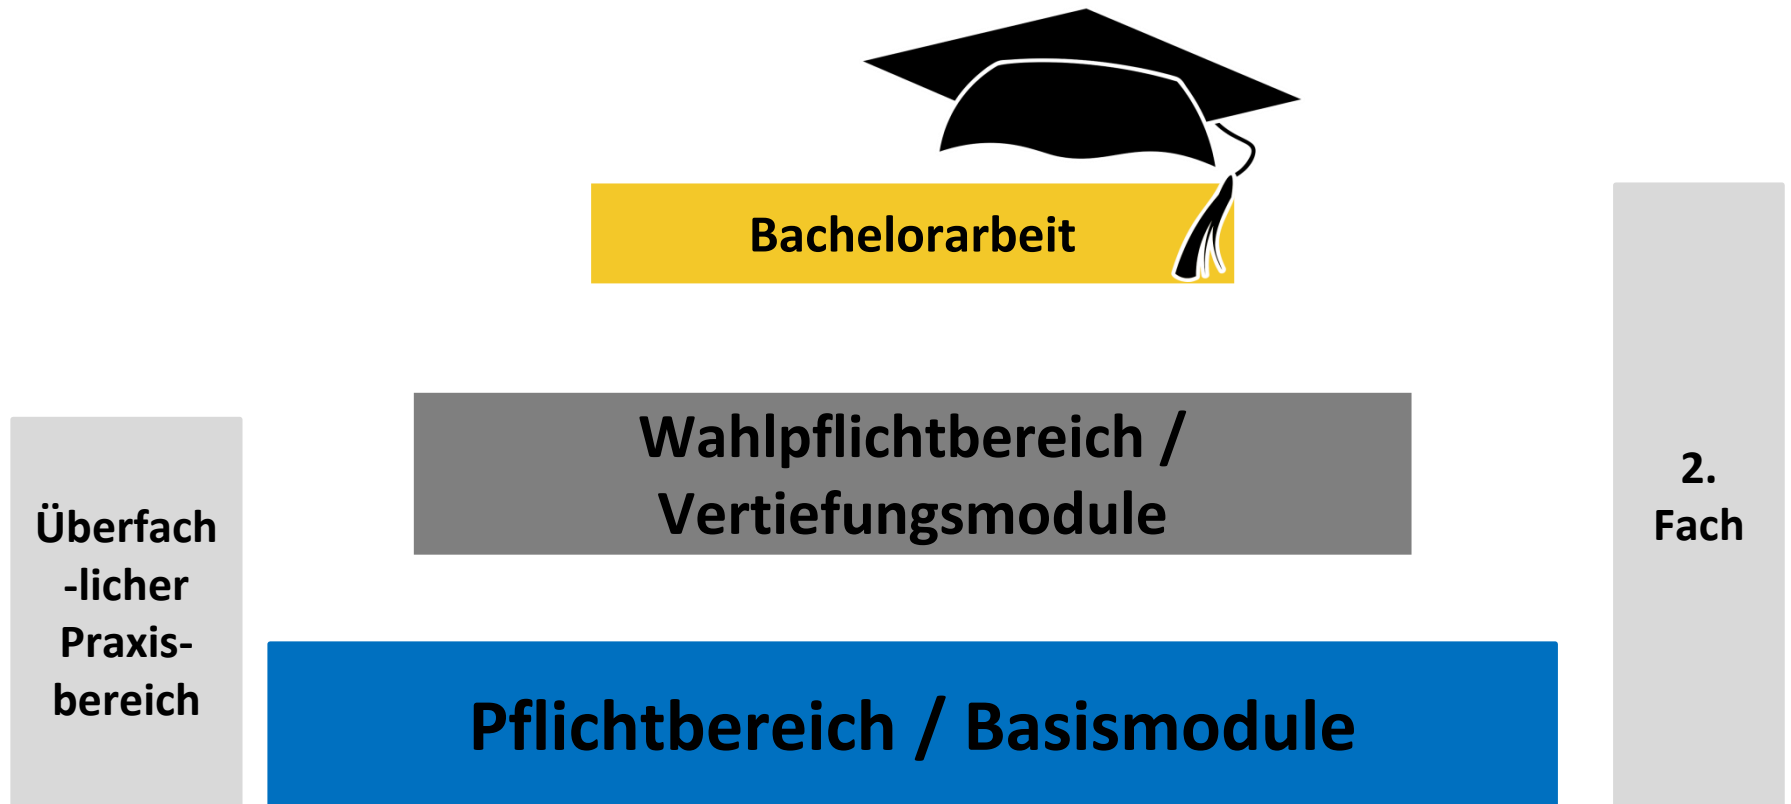 Bachelorarbeit
Wahlpflichtbereich /
Vertiefungsmodule
Pflichtbereich / Basismodule
Überfach
-licher
Praxis-
bereich
2.
Fach